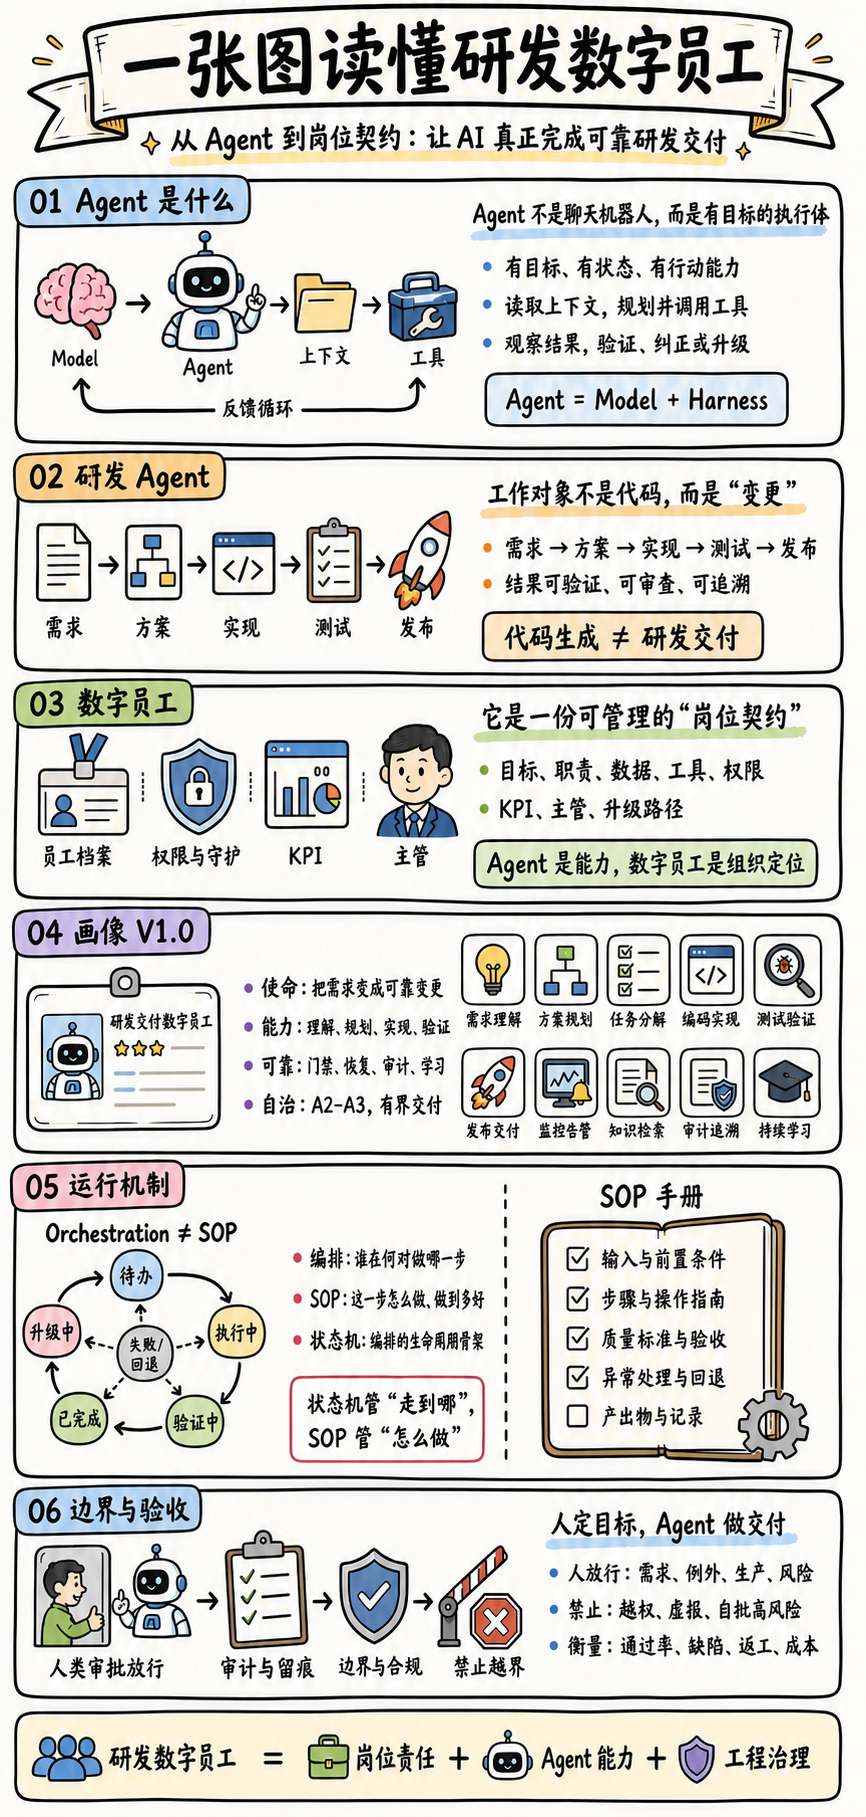 一张图读懂研发数字员工
从 Agent 到岗位契约：让 AI 真正完成可靠研发交付
01 Agent 是什么
Model
Agent
上下文
工具
反馈循环
Agent 不是聊天机器人，而是有目标的执行体
有目标、有状态、有行动能力
读取上下文，规划并调用工具
观察结果，验证、纠正或升级
Agent = Model + Harness
02 研发 Agent
需求
方案
实现
测试
发布
工作对象不是代码，而是“变更”
需求 → 方案 → 实现 → 测试 → 发布
结果可验证、可审查、可追溯
代码生成 ≠ 研发交付
03 数字员工
员工档案
权限与守护
KPI
主管
它是一份可管理的“岗位契约”
目标、职责、数据、工具、权限
KPI、主管、升级路径
Agent 是能力，数字员工是组织定位
04 画像 V1.0
研发交付数字员工
使命：把需求变成可靠变更
能力：理解、规划、实现、验证
可靠：门禁、恢复、审计、学习
自治：A2-A3，有界交付
需求理解
方案规划
任务分解
编码实现
测试验证
发布交付
监控告警
知识检索
审计追溯
持续学习
05 运行机制
Orchestration ≠ SOP
待办
执行中
验证中
已完成
升级中
失败/
回退
编排：谁在何对做哪一步
SOP：这一步怎么做、做到多好
状态机：编排的生命用朋骨架
状态机管“走到哪”，
SOP 管“怎么做”
SOP 手册
输入与前置条件
步骤与操作指南
质量标准与验收
异常处理与回退
产出物与记录
06 边界与验收
人类审批放行
审计与留痕
边界与合规
禁止越界
人定目标，Agent 做交付
人放行：需求、例外、生产、风险
禁止：越权、虚报、自批高风险
衡量：通过率、缺陷、返工、成本
研发数字员工 = 岗位责任 + Agent 能力 + 工程治理